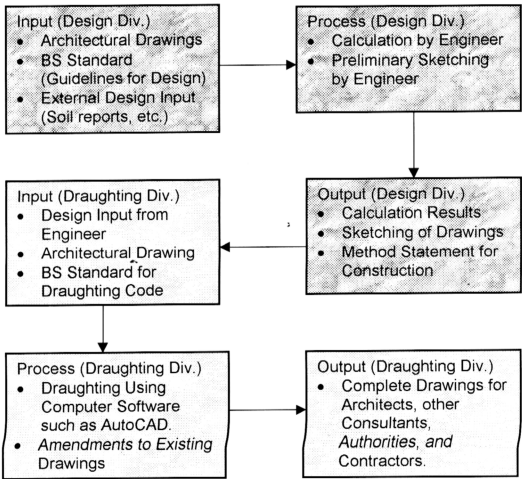 Input (Design Div.)
• Architectural Drawings
• BS Standard
(Guidelines for Design)
• External Design Input
(Soil reports, etc.)
Process (Design Div.)
• Calculation by Engineer
• Preliminary Sketching
by Engineer
Output (Design Div.)
• Calculation Results
• Sketching of Drawings
• Method Statement for
Construction
Input (Draughting Div.)
• Design Input from
Engineer
• Architectural Drawing
• BS Standard for
Draughting Code
Process (Draughting Div.)
• Draughting Using
Computer Software
such as AutoCAD.
• Amendments to Existing
Drawings
Output (Draughting Div.)
• Complete Drawings for
Architects, other
Consultants,
Authorities, and
Contractors.